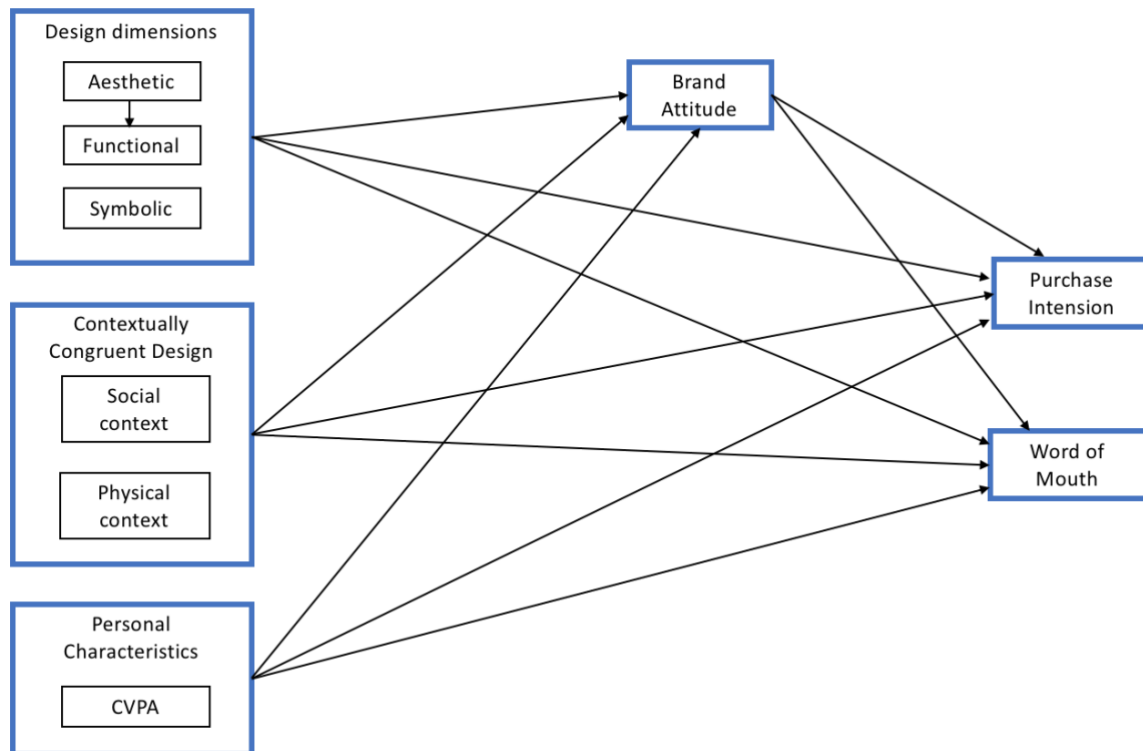 Design dimensions
Aesthetic
Functional
Symbolic
Contextually
Congruent Design
Social
context
Physical
context
Personal
Characteristics
CVPA
Brand
Attitude
Purchase
Intension
Word of
Mouth